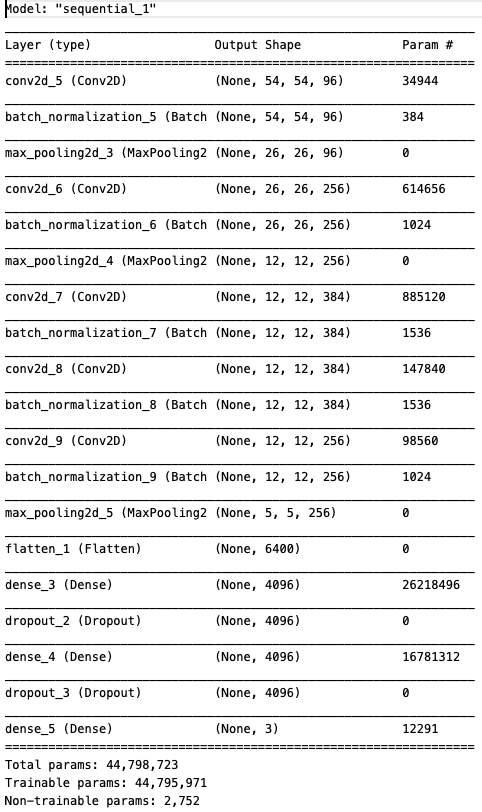 Model: "sequential_1"
Layer (type) Output Shape Param #
conv2d_5 (Conv2D) (None, 54, 54, 96) 34944
batch_normalization_5 (Batch (None, 54, 54, 96) 384
max_pooling2d_3 (MaxPooling2 (None, 26, 26, 96) 0
conv2d_6 (Conv2D) (None, 26, 26, 256) 614656
batch_normalization_6 (Batch (None, 26, 26, 256) 1024
max_pooling2d_4 (MaxPooling2 (None, 12, 12, 256) 0
conv2d_7 (Conv2D) (None, 12, 12, 384) 885120
batch_normalization_7 (Batch (None, 12, 12, 384) 1536
conv2d_8 (Conv2D) (None, 12, 12, 384) 147840
batch_normalization_8 (Batch (None, 12, 12, 384) 1536
conv2d_9 (Conv2D) (None, 12, 12, 256) 98560
batch_normalization_9 (Batch (None, 12, 12, 256) 1024
max_pooling2d_5 (MaxPooling2 (None, 5, 5, 256) 0
flatten_1 (Flatten) (None, 6400) 0
dense_3 (Dense) (None, 4096) 26218496
dropout_2 (Dropout) (None, 4096) 0
dense_4 (Dense) (None, 4096) 16781312
dropout_3 (Dropout) (None, 4096) 0
dense_5 (Dense) (None, 3) 12291
Total params: 44,798,723
Trainable params: 44,795,971
Non-trainable params: 2,752